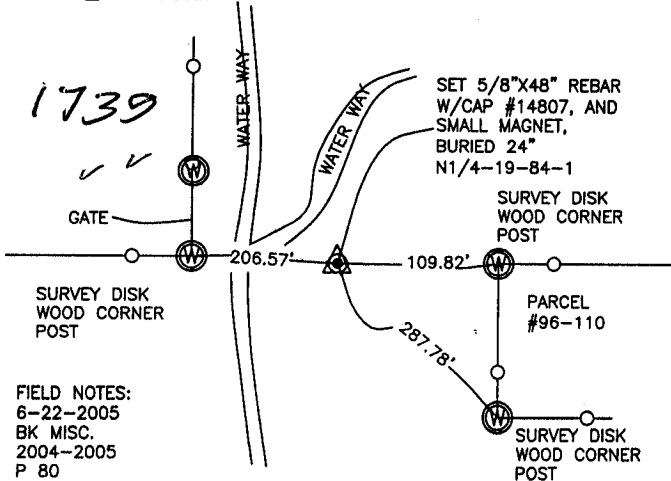 1739
WATER WAY
WATER WAY
SET 5/8"X48" REBAR
W/CAP #14807, AND
SMALL MAGNET,
BURIED 24"
N1/4-19-84-1
W
GATE
SURVEY DISK
WOOD CORNER
POST
W
206.57'
109.82'
W
SURVEY DISK
WOOD CORNER
POST
PARCEL
#96-110
287.78'
FIELD NOTES:
6-22-2005
BK MISC.
2004-2005
P 80
W
SURVEY DISK
WOOD CORNER
POST